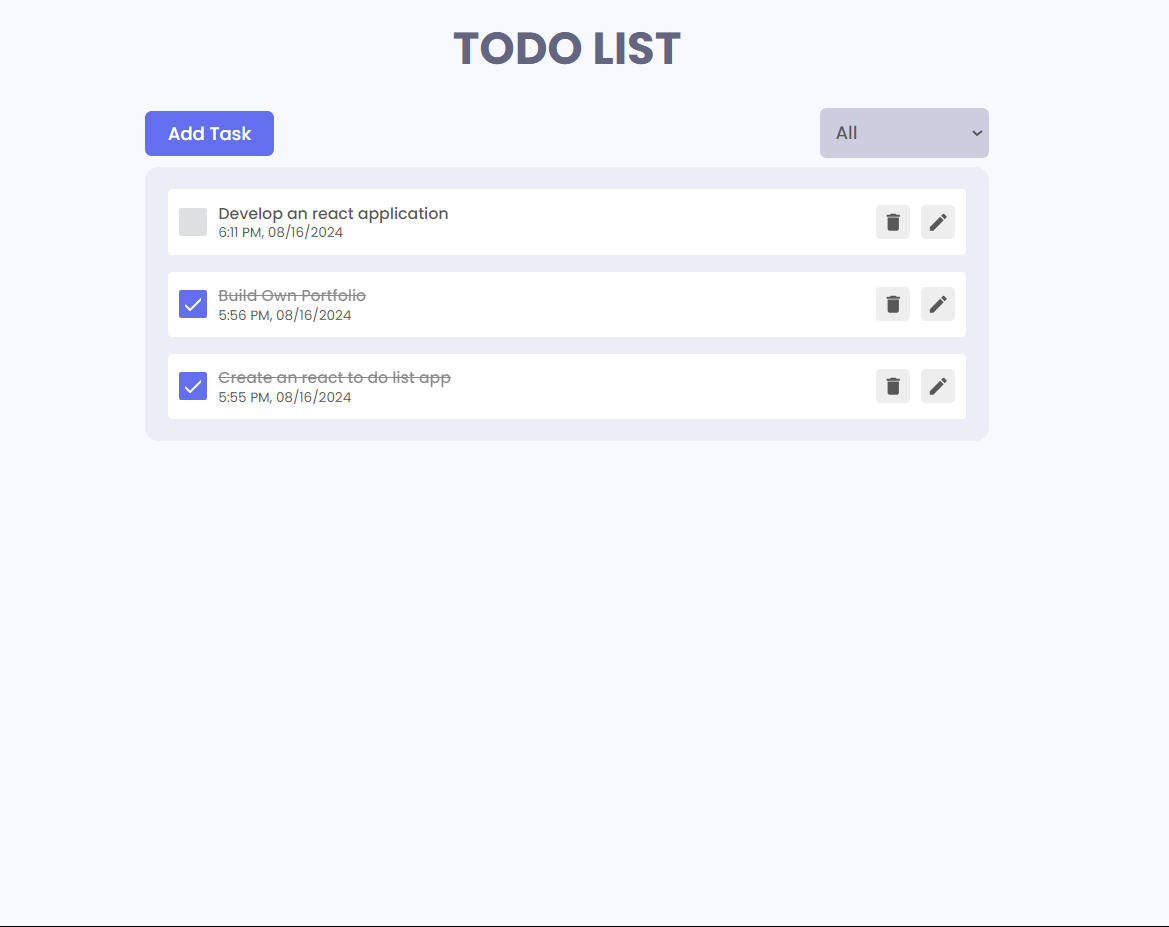 TODO LIST
Add Task
All
Develop an react application
6:11 PM, 08/16/2024
Build Own Portfolio
5:56 PM, 08/16/2024
Create an react to do list app
5:55 PM, 08/16/2024